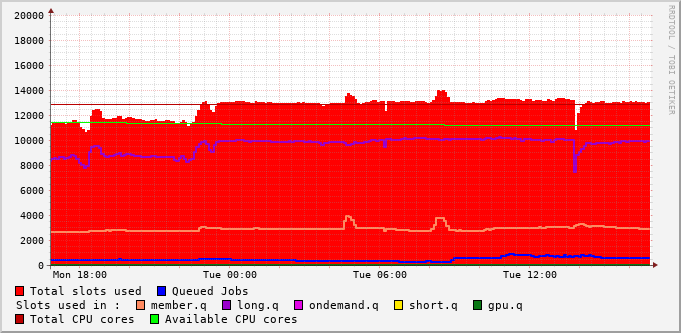 20000
18000
16000
14000
12000
10000
8000
6000
4000
2000
0
Mon 18:00 Tue 00:00 Tue 06:00 Tue 12:00
RRDTOOL / TOBI OETIKER
Total slots used Queued Jobs
Slots used in : member.q long.q ondemand.q short.q gpu.q
Total CPU cores Available CPU cores